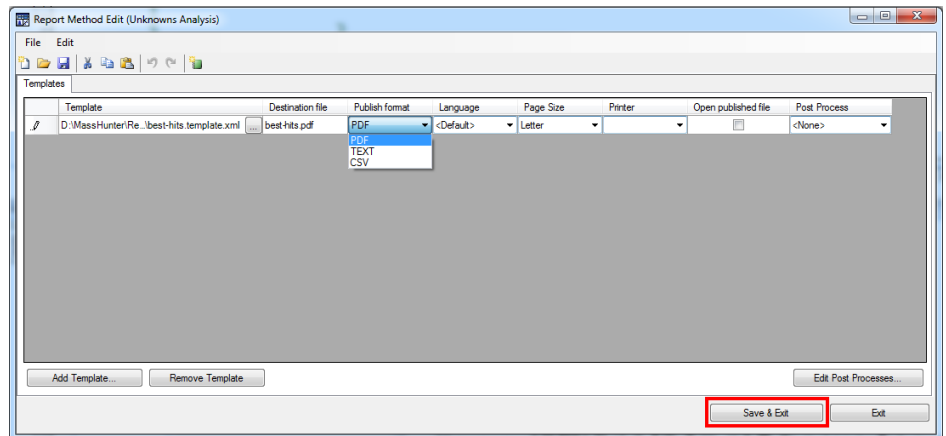 Report Method Edit (Unknowns Analysis)
File Edit
Templates
Template Destination file Publish format Language Page Size Printer Open published file Post Process
D:\MassHunter\Re...\best-hits.template.xml ... best-hits.pdf PDF <Default> Letter <None>
PDF
TEXT
CSV
Add Template... Remove Template Edit Post Processes...
Save & Exit Exit